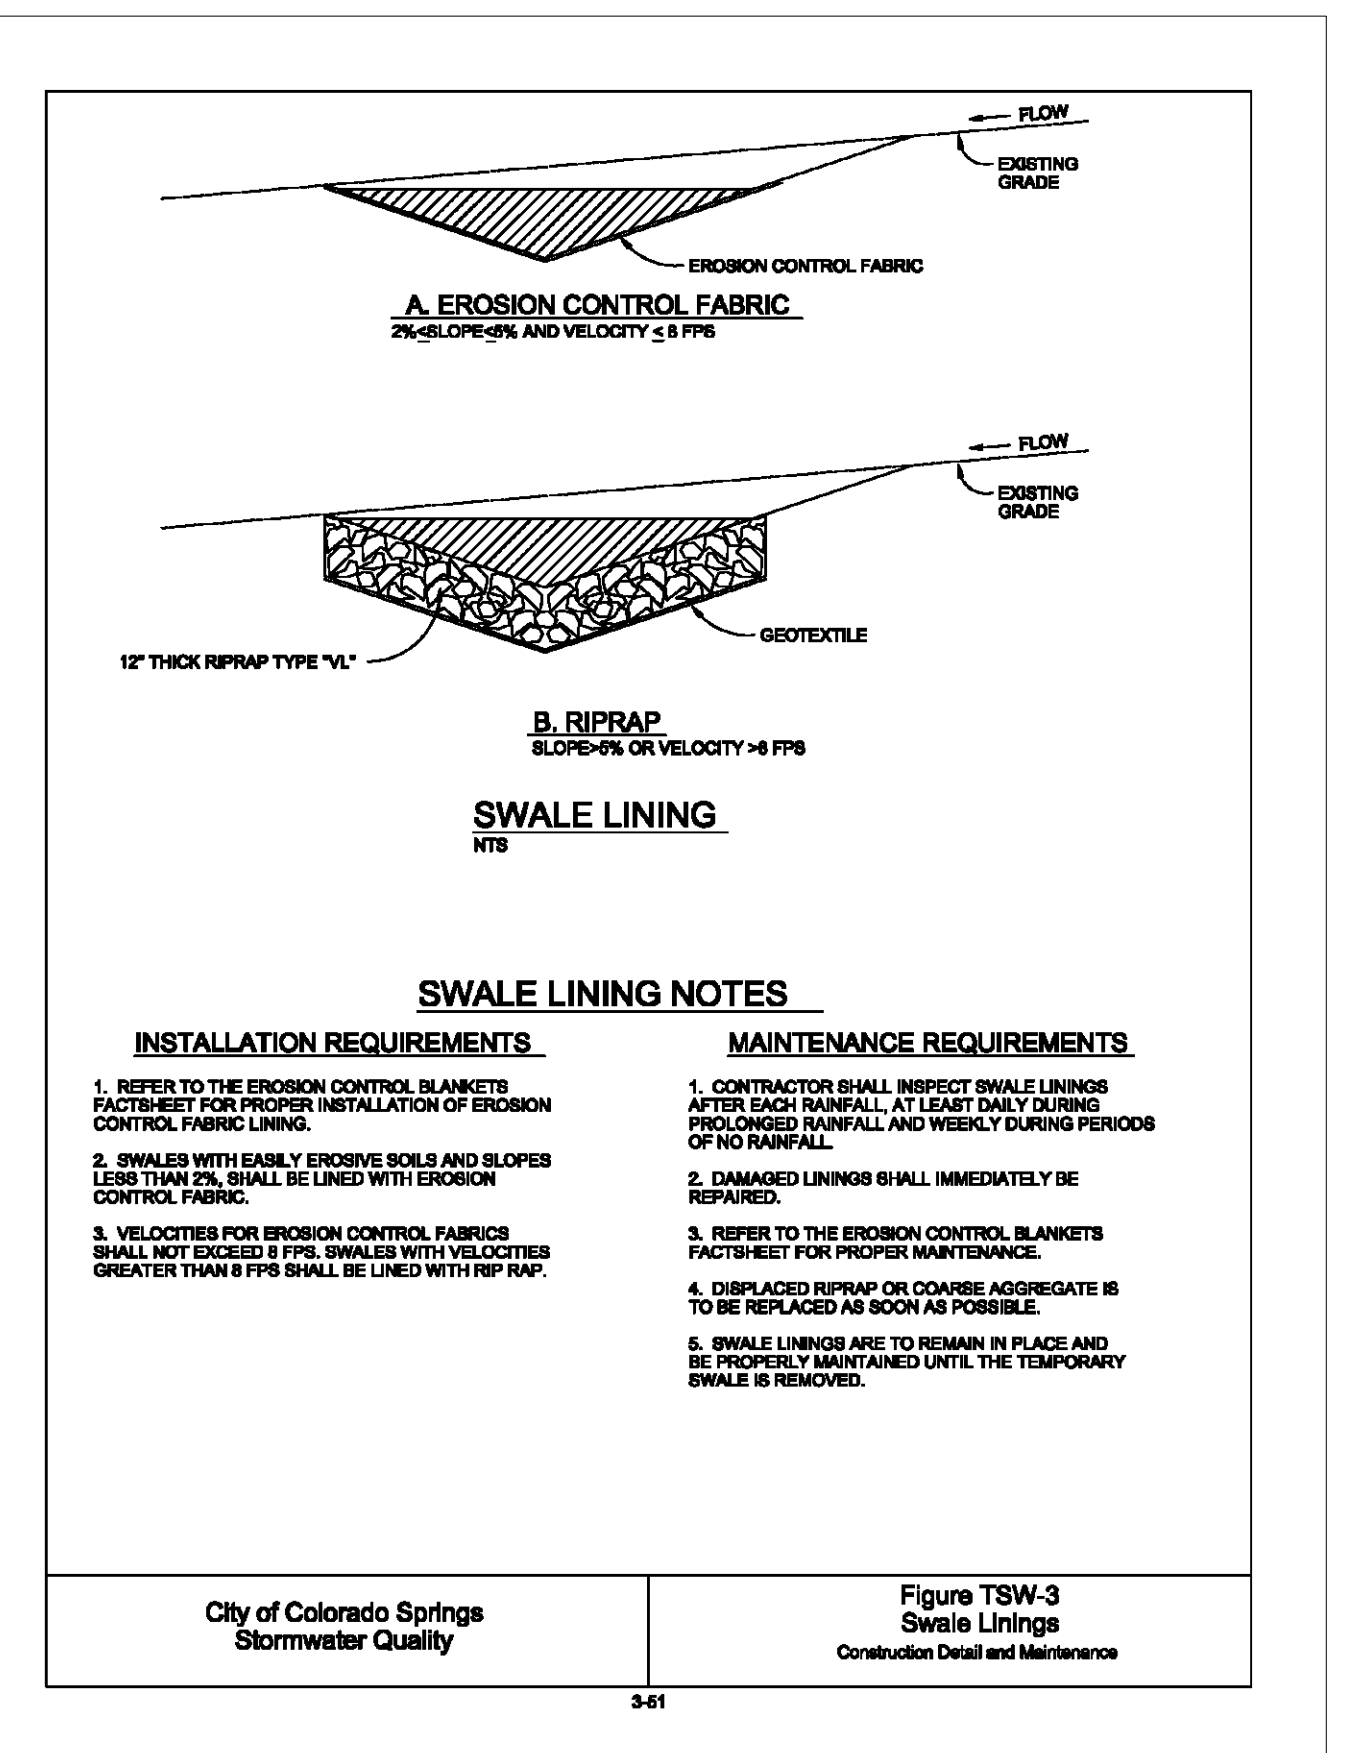 FLOW
EXISTING
GRADE
EROSION CONTROL FABRIC
A. EROSION CONTROL FABRIC
2%≤SLOPE≤5% AND VELOCITY ≤ 8 FPS
FLOW
EXISTING
GRADE
GEOTEXTILE
12" THICK RIPRAP TYPE "VL"
B. RIPRAP
SLOPE>5% OR VELOCITY >8 FPS
SWALE LINING
NTS
SWALE LINING NOTES
INSTALLATION REQUIREMENTS
1. REFER TO THE EROSION CONTROL BLANKETS
FACTSHEET FOR PROPER INSTALLATION OF EROSION
CONTROL FABRIC LINING.
2. SWALES WITH EASILY EROSIVE SOILS AND SLOPES
LESS THAN 2%, SHALL BE LINED WITH EROSION
CONTROL FABRIC.
3. VELOCITIES FOR EROSION CONTROL FABRICS
SHALL NOT EXCEED 8 FPS. SWALES WITH VELOCITIES
GREATER THAN 8 FPS SHALL BE LINED WITH RIP RAP.
MAINTENANCE REQUIREMENTS
1. CONTRACTOR SHALL INSPECT SWALE LININGS
AFTER EACH RAINFALL, AT LEAST DAILY DURING
PROLONGED RAINFALL AND WEEKLY DURING PERIODS
OF NO RAINFALL.
2. DAMAGED LININGS SHALL IMMEDIATELY BE
REPAIRED.
3. REFER TO THE EROSION CONTROL BLANKETS
FACTSHEET FOR PROPER MAINTENANCE.
4. DISPLACED RIPRAP OR COARSE AGGREGATE IS
TO BE REPLACED AS SOON AS POSSIBLE.
5. SWALE LININGS ARE TO REMAIN IN PLACE AND
BE PROPERLY MAINTAINED UNTIL THE TEMPORARY
SWALE IS REMOVED.
City of Colorado Springs
Stormwater Quality
Figure TSW-3
Swale Linings
Construction Detail and Maintenance
3-51